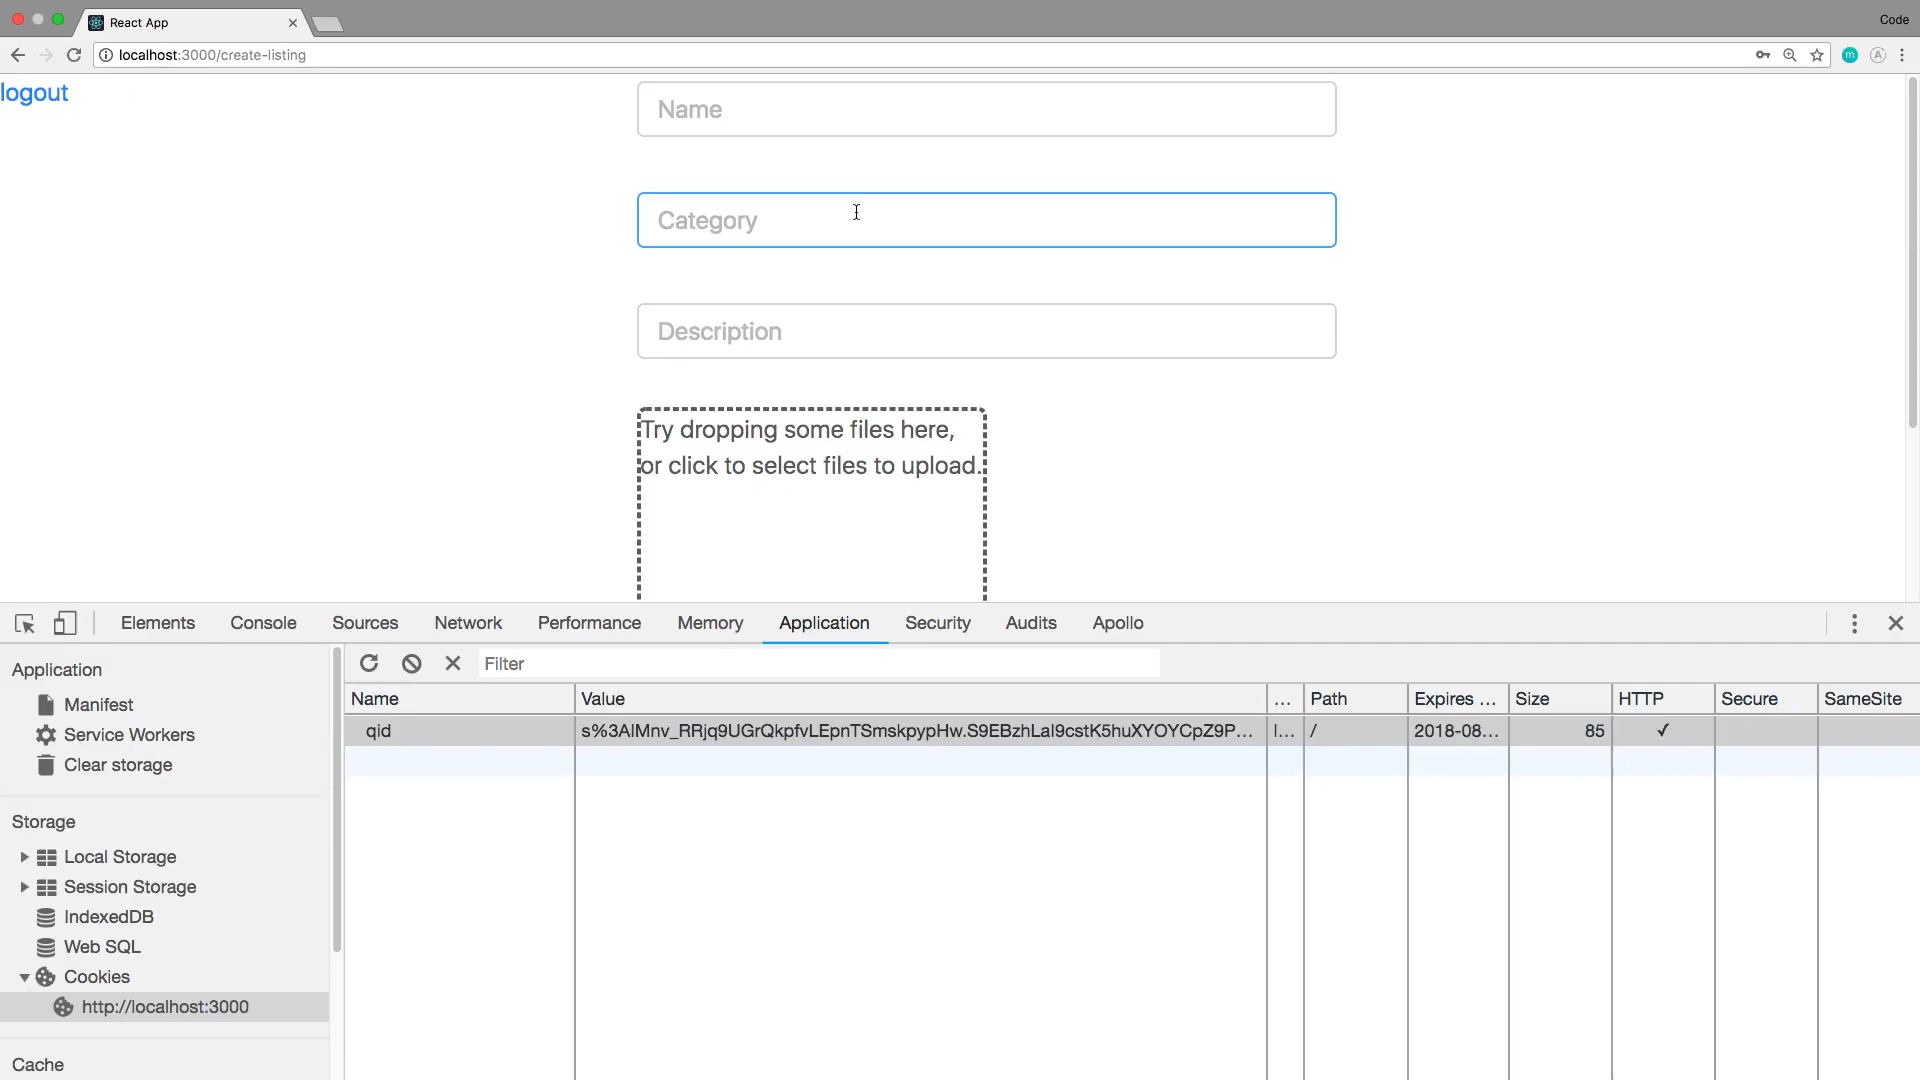 React App
Code
localhost:3000/create-listing
logout
Name
Category
Description
Try dropping some files here,
or click to select files to upload.
Elements Console Sources Network Performance Memory Application Security Audits Apollo
Application
Manifest
Service Workers
Clear storage
Storage
Local Storage
Session Storage
IndexedDB
Web SQL
Cookies
http://localhost:3000
Cache
Filter
Name Value ... Path Expires ... Size HTTP Secure SameSite
qid s%3AlMnv_RRjq9UGrQkpfvLEpnTSmskpypHw.S9EBzhLal9cstK5huXYOYCpZ9P... l... / 2018-08... 85 ✓